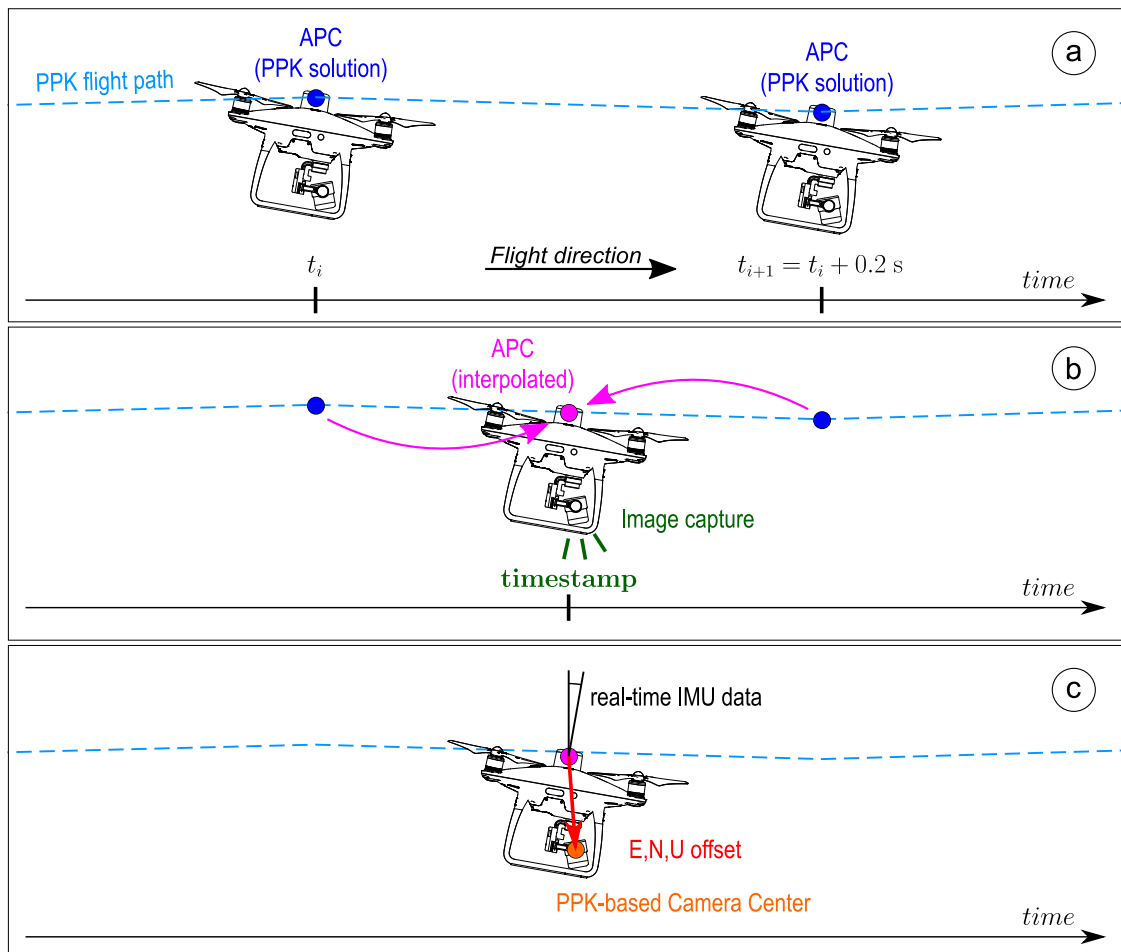 APC
(PPK solution)
APC
(PPK solution)
a
PPK flight path
Flight direction
t_i
t_{i+1} = t_i + 0.2 s
time
APC
(interpolated)
b
Image capture
timestamp
time
c
real-time IMU data
E,N,U offset
PPK-based Camera Center
time